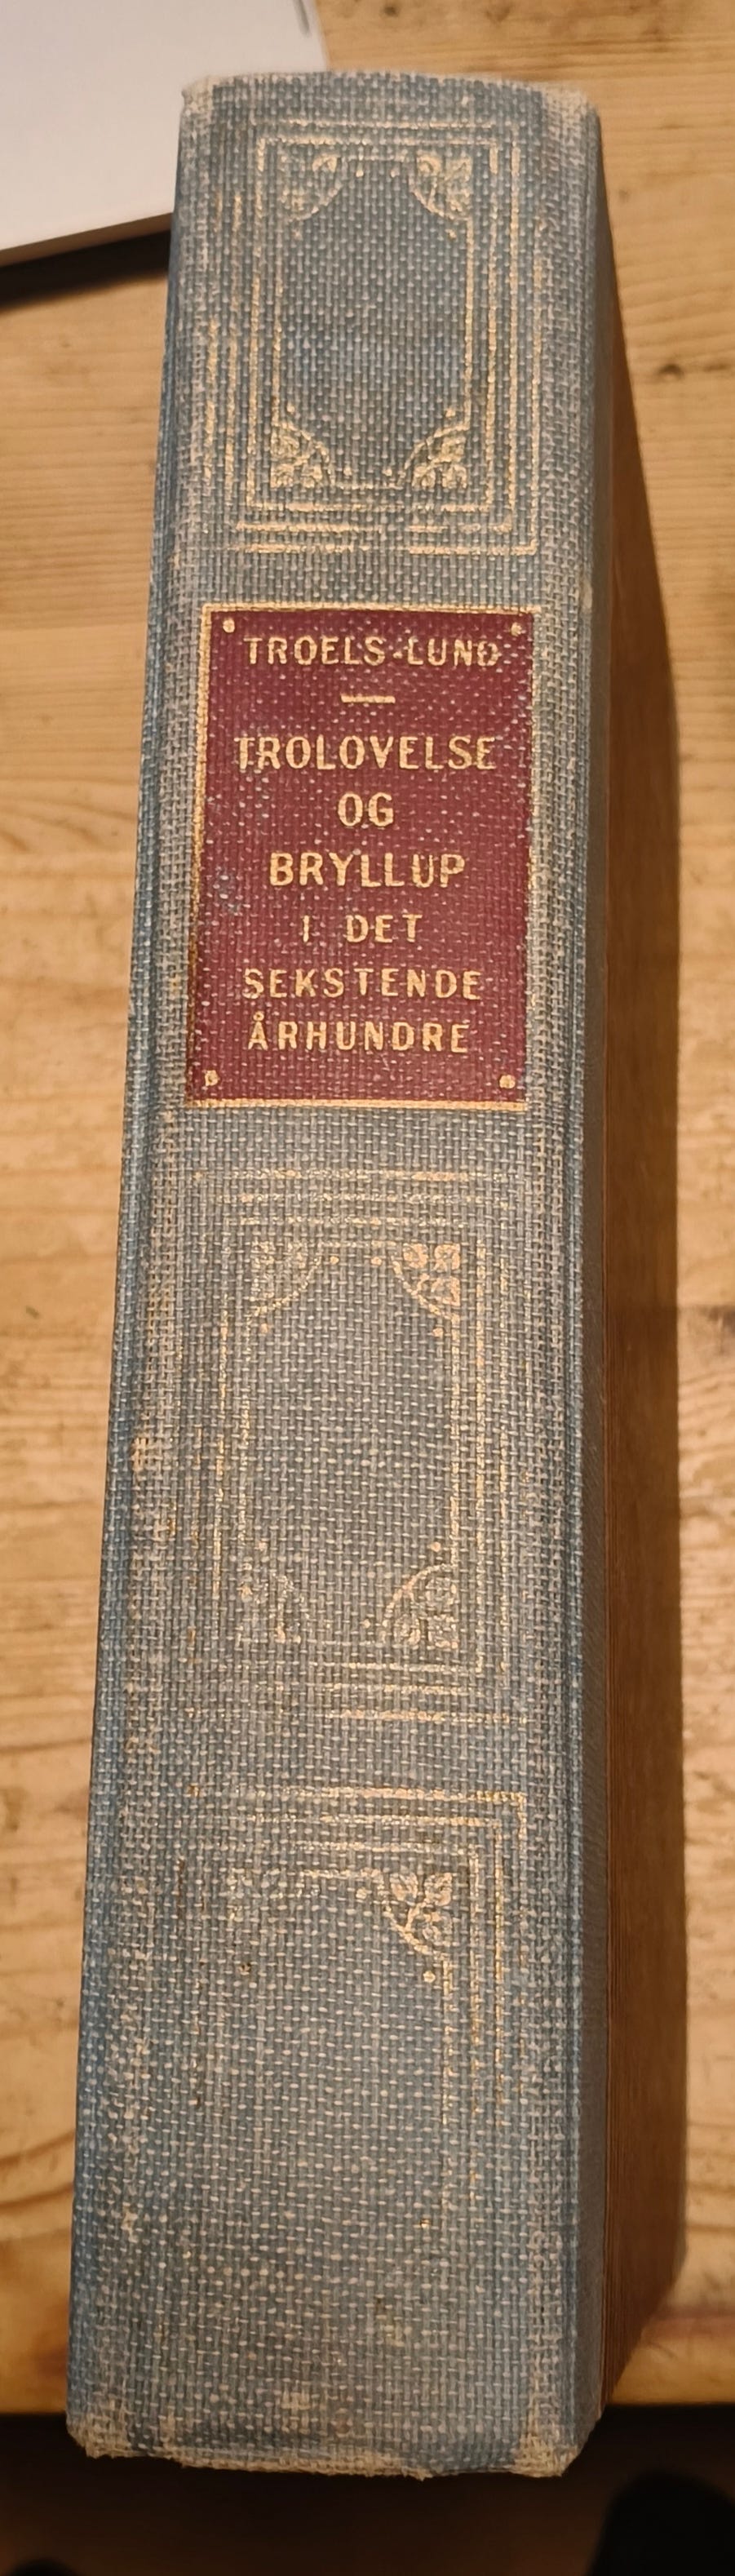 TROELS-LUND
TROLOVELSE
OG
BRYLLUP
I DET
SEKSTENDE
ÅRHUNDRE